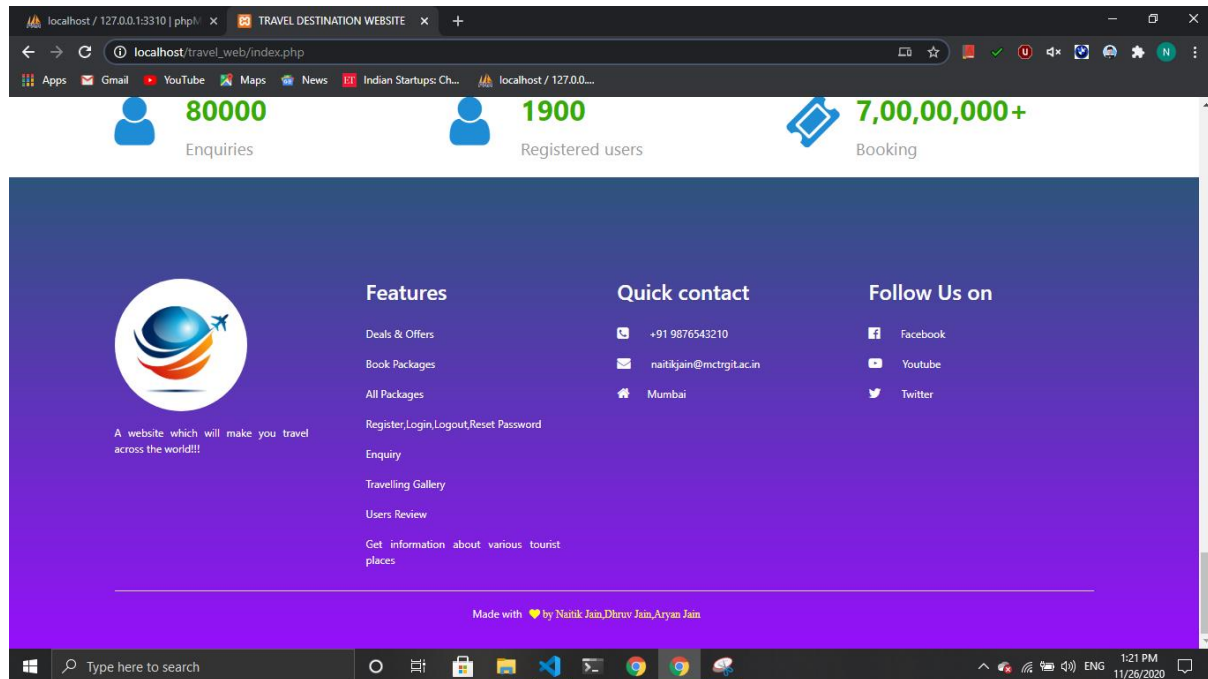 localhost / 127.0.0.1:3310 | phpM
TRAVEL DESTINATION WEBSITE
localhost/travel_web/index.php
Apps
Gmail
YouTube
Maps
News
ET
Indian Startups: Ch...
localhost / 127.0.0....
N
80000
Enquiries
1900
Registered users
7,00,00,000+
Booking
A website which will make you travel
across the world!!!
Features
Deals & Offers
Book Packages
All Packages
Register,Login,Logout,Reset Password
Enquiry
Travelling Gallery
Users Review
Get information about various tourist
places
Quick contact
+91 9876543210
naitikjain@mctrgit.ac.in
Mumbai
Follow Us on
Facebook
Youtube
Twitter
Made with by Naitik Jain,Dhruv Jain,Aryan Jain
Type here to search
ENG
1:21 PM
11/26/2020